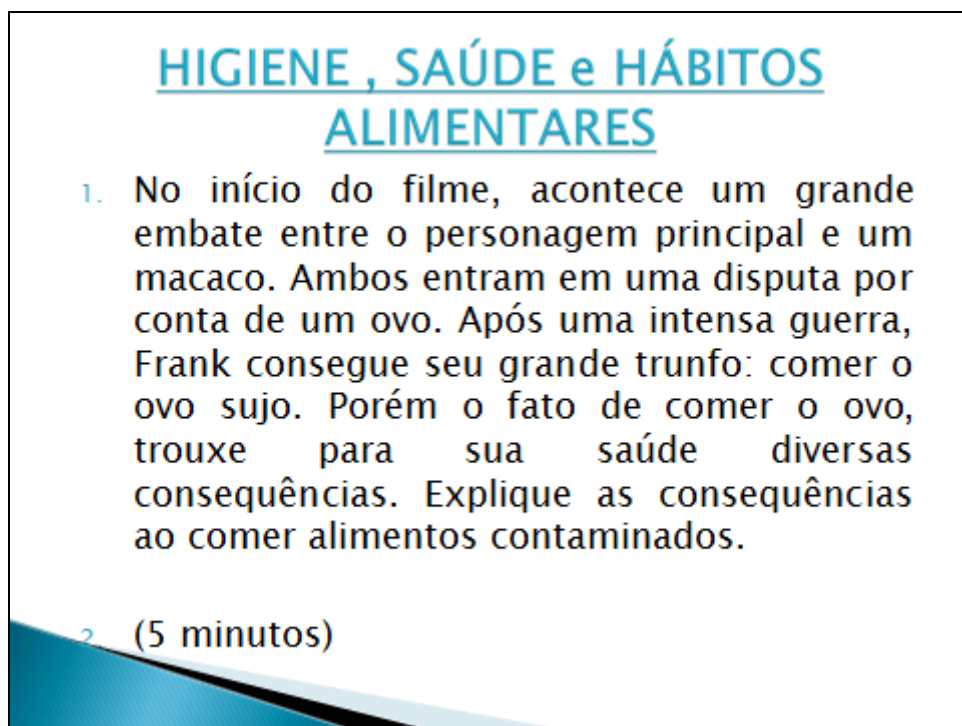 HIGIENE , SAÚDE e HÁBITOS
ALIMENTARES
1. No início do filme, acontece um grande
embate entre o personagem principal e um
macaco. Ambos entram em uma disputa por
conta de um ovo. Após uma intensa guerra,
Frank consegue seu grande trunfo: comer o
ovo sujo. Porém o fato de comer o ovo,
trouxe para sua saúde diversas
consequências. Explique as consequências
ao comer alimentos contaminados.
2. (5 minutos)